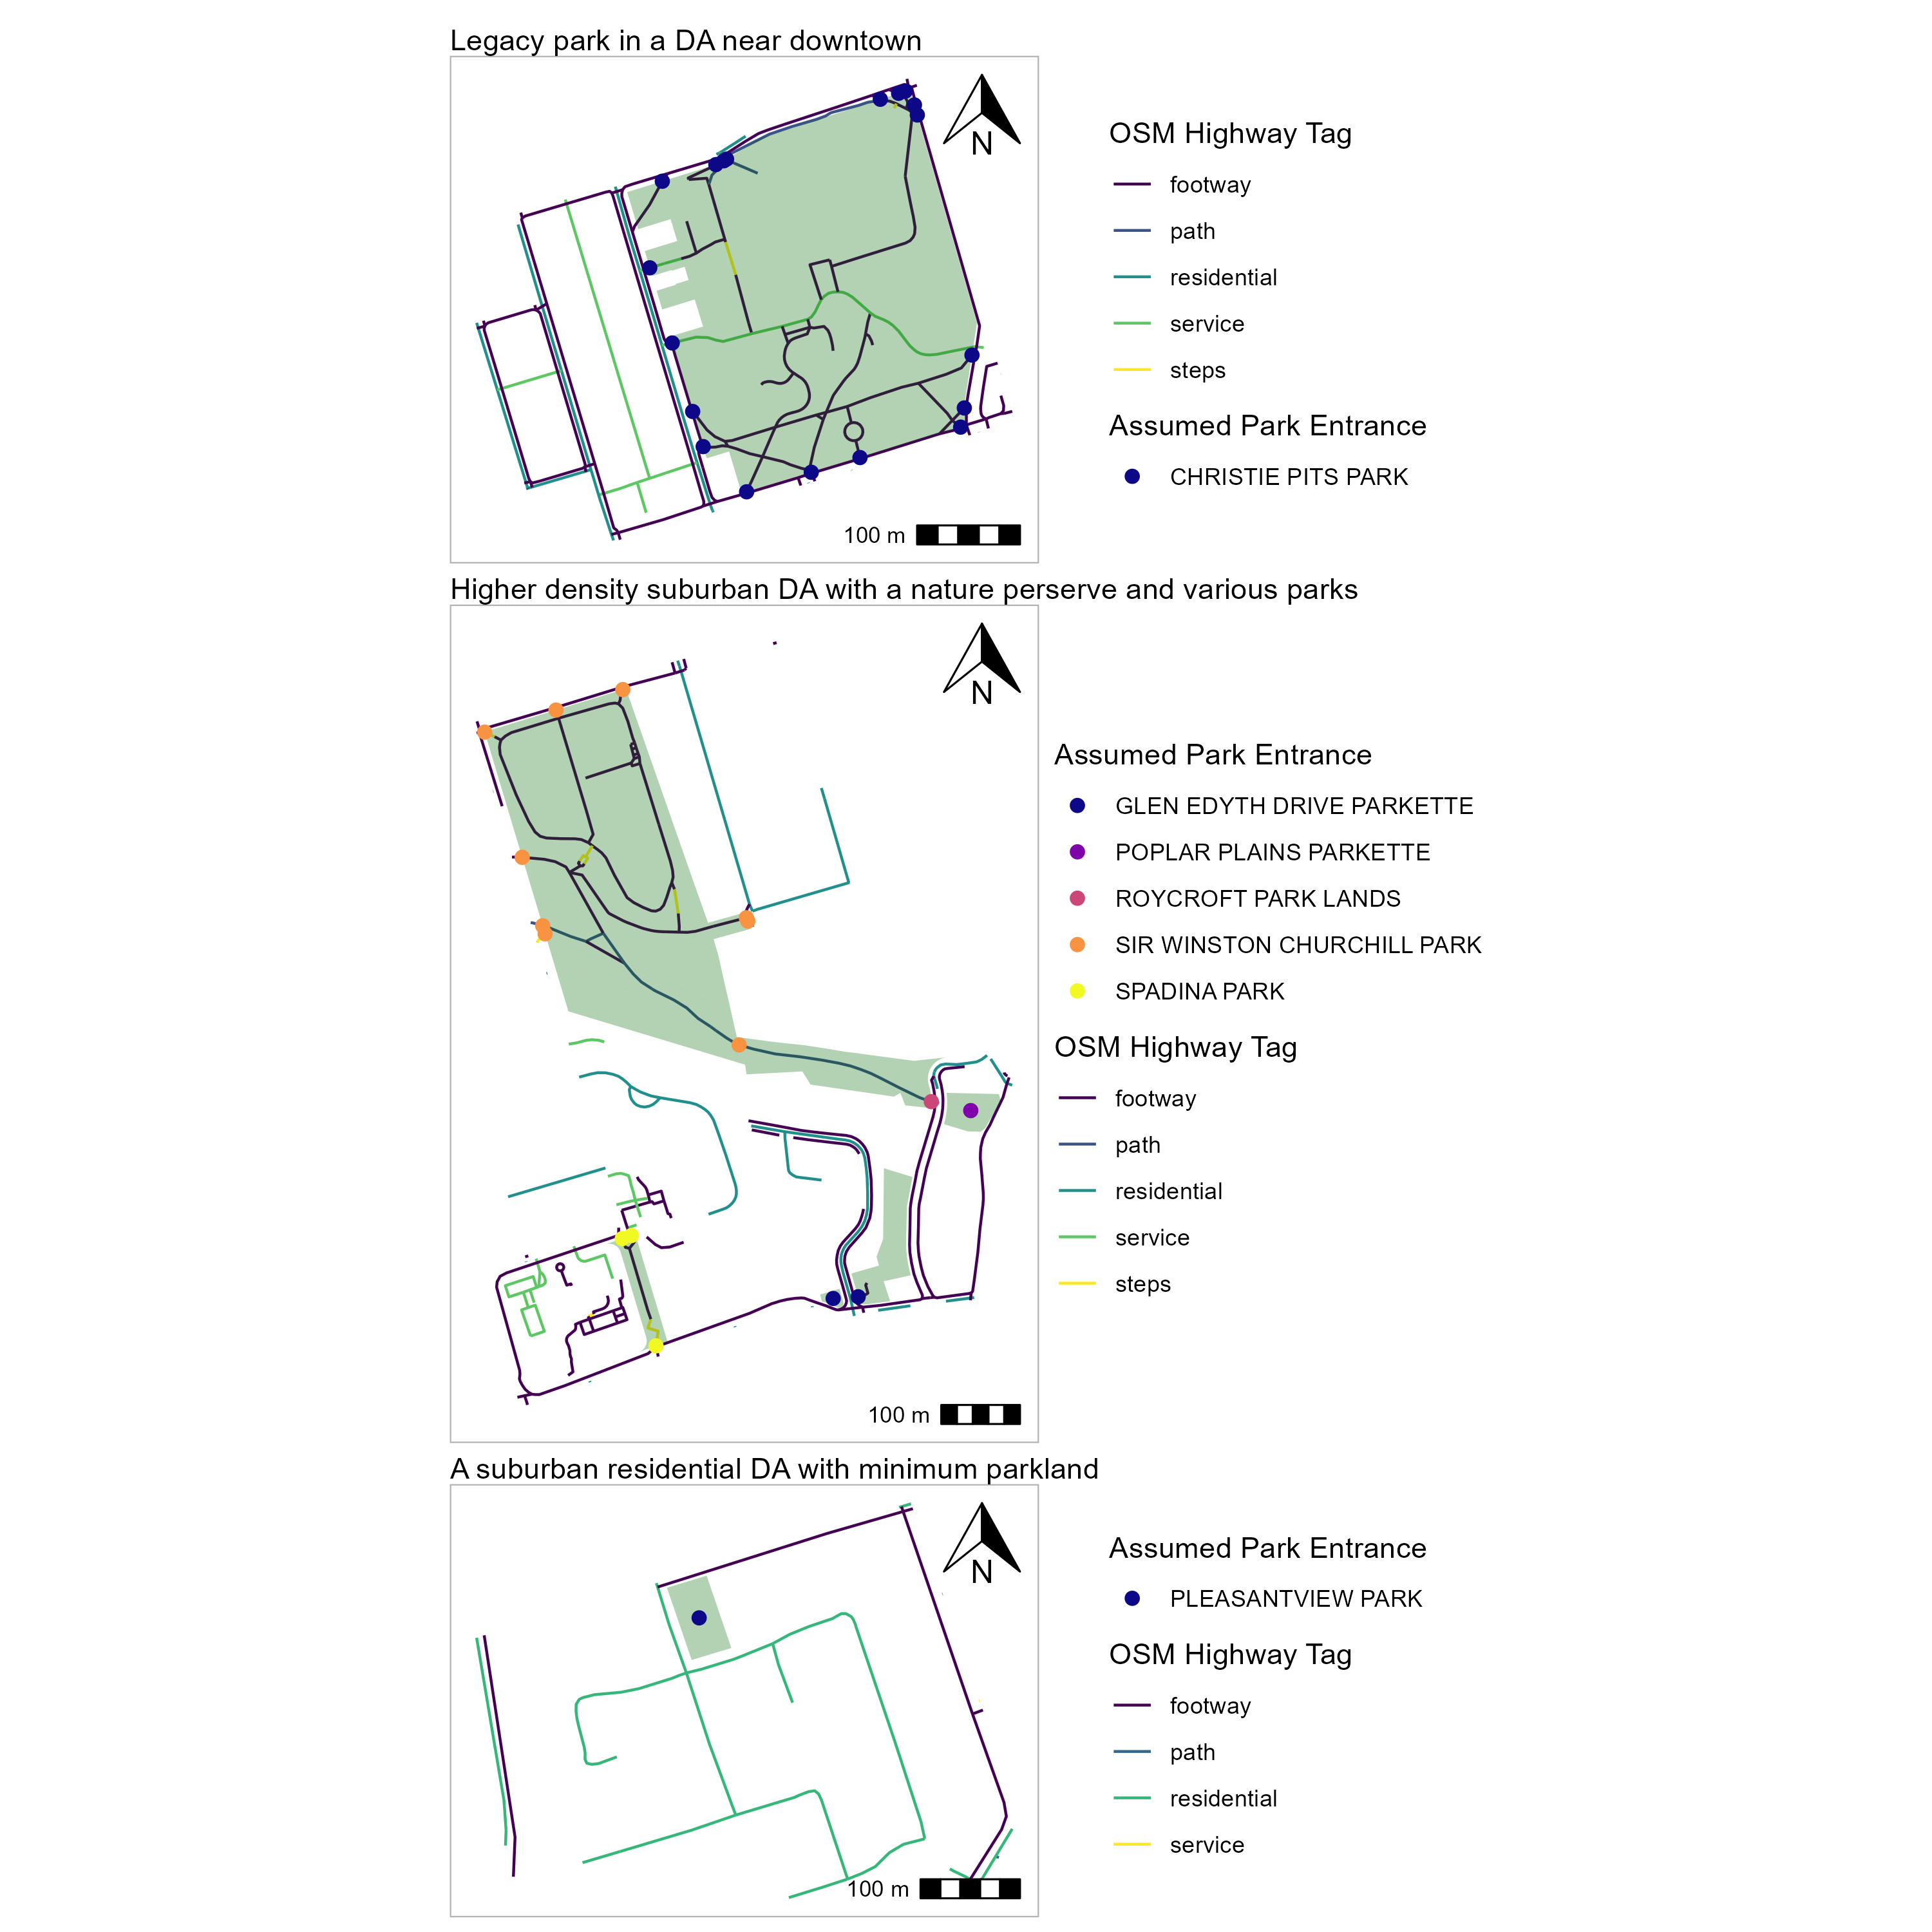 Legacy park in a DA near downtown
N
100 m
OSM Highway Tag
footway
path
residential
service
steps
Assumed Park Entrance
CHRISTIE PITS PARK
Higher density suburban DA with a nature perserve and various parks
N
100 m
Assumed Park Entrance
GLEN EDYTH DRIVE PARKETTE
POPLAR PLAINS PARKETTE
ROYCROFT PARK LANDS
SIR WINSTON CHURCHILL PARK
SPADINA PARK
OSM Highway Tag
footway
path
residential
service
steps
A suburban residential DA with minimum parkland
N
100 m
Assumed Park Entrance
PLEASANTVIEW PARK
OSM Highway Tag
footway
path
residential
service